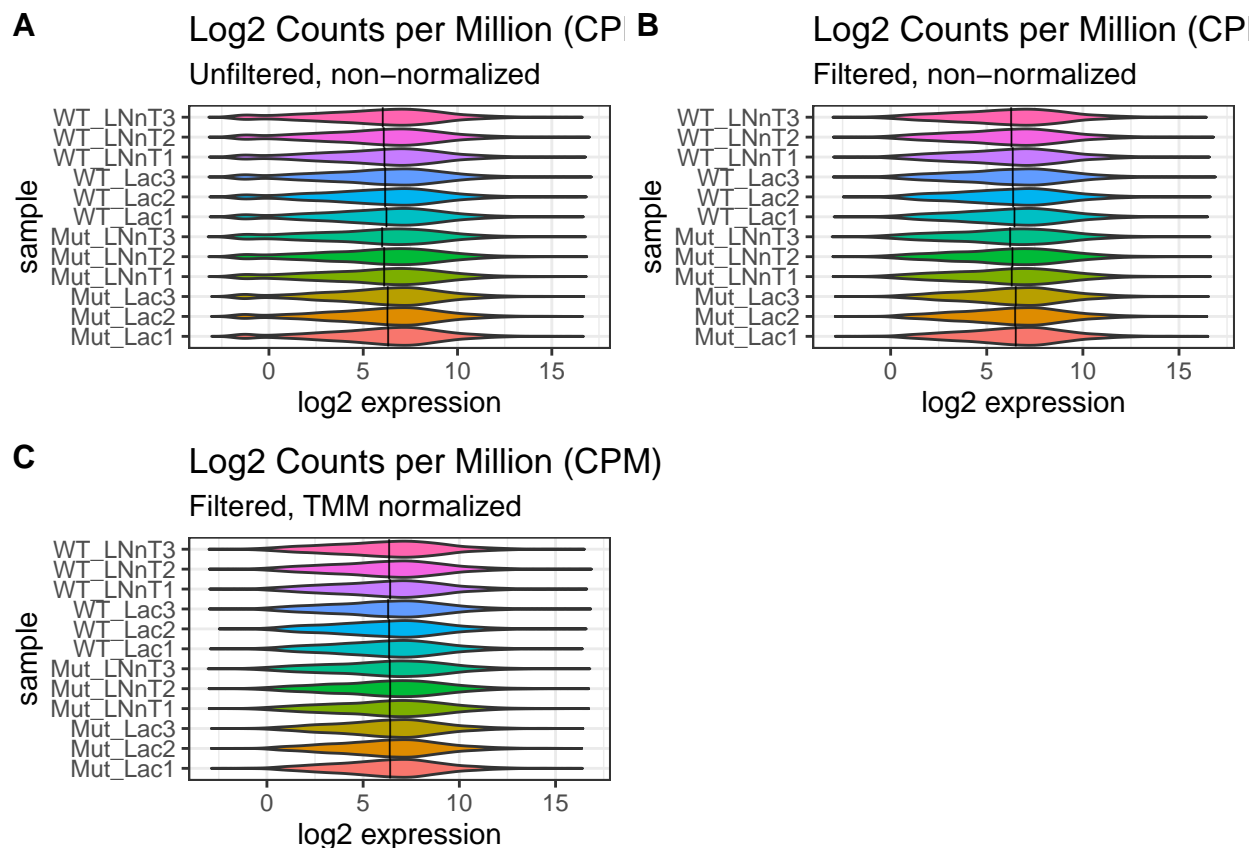 A
Log2 Counts per Million (CP
Unfiltered, non−normalized
sample
WT_LNnT3
WT_LNnT2
WT_LNnT1
WT_Lac3
WT_Lac2
WT_Lac1
Mut_LNnT3
Mut_LNnT2
Mut_LNnT1
Mut_Lac3
Mut_Lac2
Mut_Lac1
0 5 10 15
log2 expression
B
Log2 Counts per Million (CP
Filtered, non−normalized
sample
WT_LNnT3
WT_LNnT2
WT_LNnT1
WT_Lac3
WT_Lac2
WT_Lac1
Mut_LNnT3
Mut_LNnT2
Mut_LNnT1
Mut_Lac3
Mut_Lac2
Mut_Lac1
0 5 10 15
log2 expression
C
Log2 Counts per Million (CPM)
Filtered, TMM normalized
sample
WT_LNnT3
WT_LNnT2
WT_LNnT1
WT_Lac3
WT_Lac2
WT_Lac1
Mut_LNnT3
Mut_LNnT2
Mut_LNnT1
Mut_Lac3
Mut_Lac2
Mut_Lac1
0 5 10 15
log2 expression